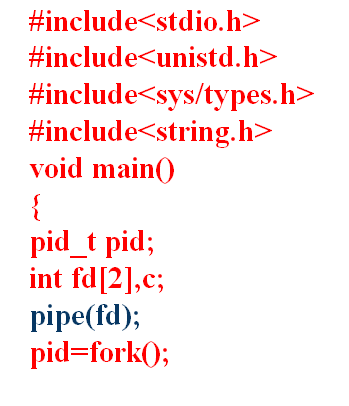 #include<stdio.h>
#include<unistd.h>
#include<sys/types.h>
#include<string.h>
void main()
{
pid_t pid;
int fd[2],c;
pipe(fd);
pid=fork();